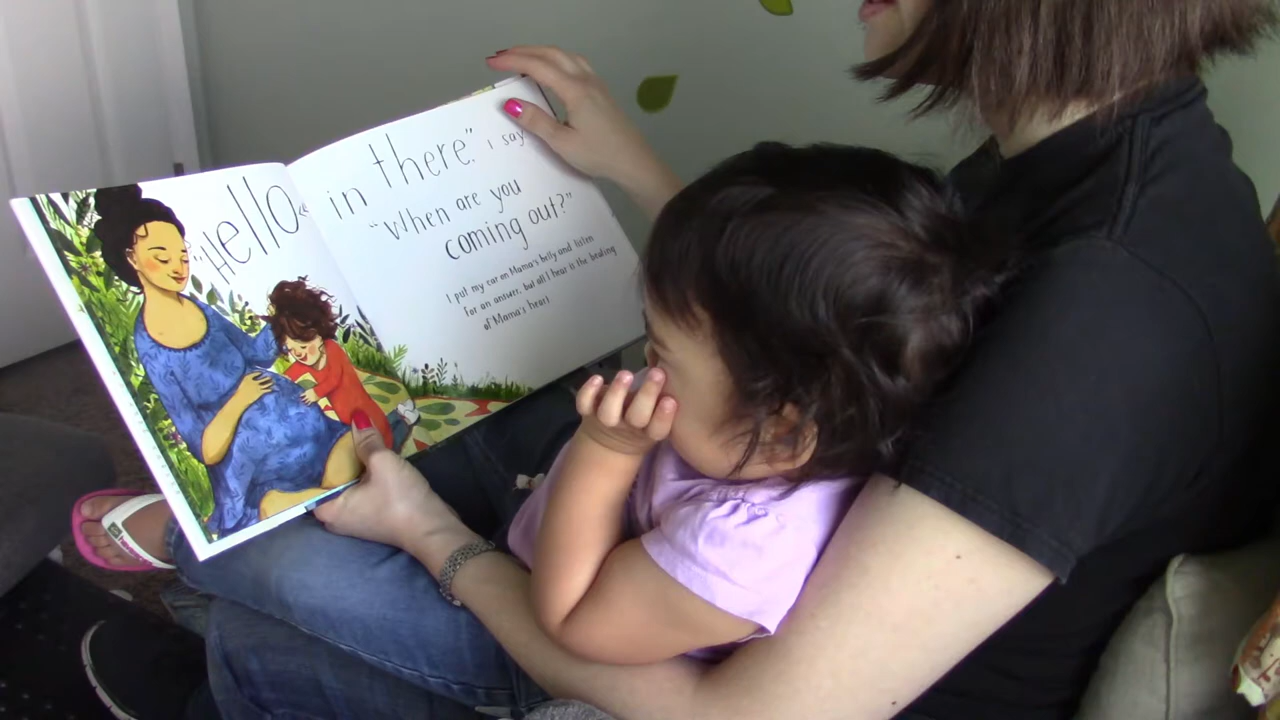 "Hello
in there." i say
"When are you
coming out?"
I put my ear on Mama's belly and listen
for an answer, but all I hear is the beating
of Mama's heart